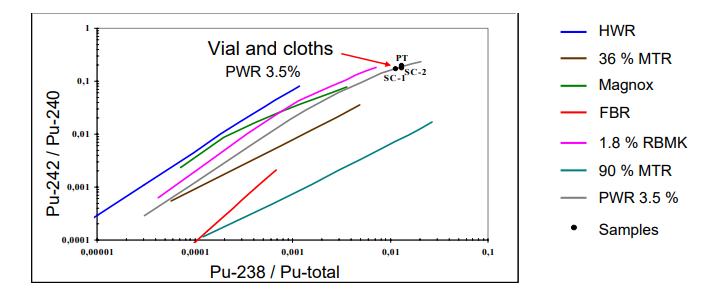 1
0,1
0,01
0,001
0,0001
Pu-242 / Pu-240
Vial and cloths
PWR 3.5%
PT
SC-1
SC-2
0,00001
0,0001
0,001
0,01
0,1
Pu-238 / Pu-total
HWR
36 % MTR
Magnox
FBR
1.8 % RBMK
90 % MTR
PWR 3.5 %
Samples